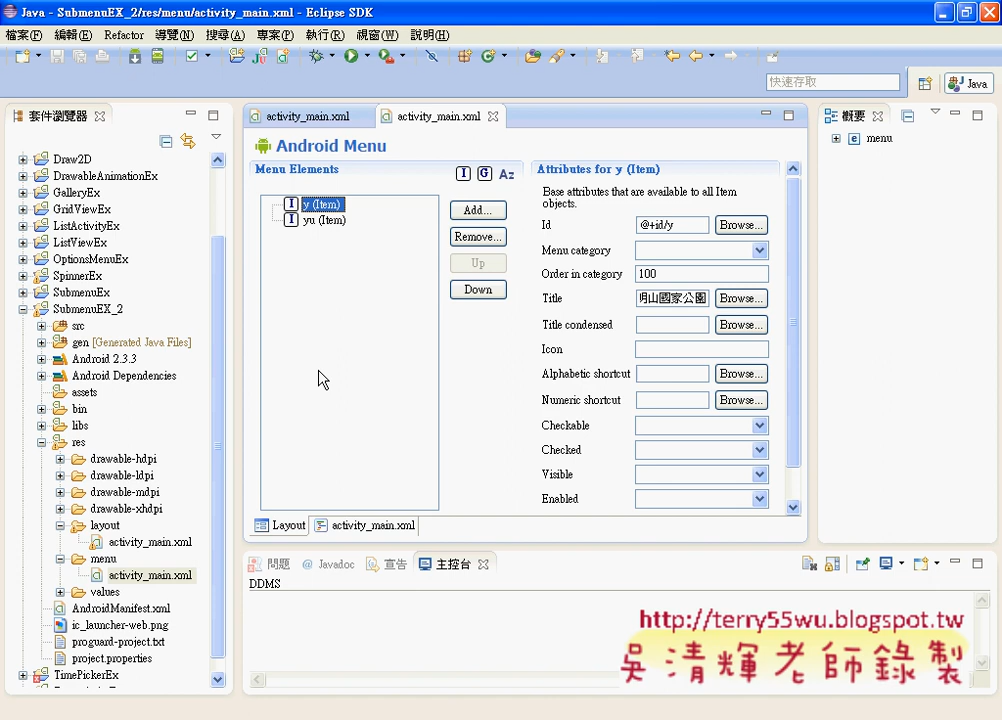 Java - SubmenuEX_2/res/menu/activity_main.xml - Eclipse SDK
檔案(F) 編輯(E) Refactor 導覽(N) 搜尋(A) 專案(P) 執行(R) 視窗(W) 說明(H)
快速存取
Java
套件瀏覽器
Draw2D
DrawableAnimationEx
GalleryEx
GridViewEx
ListActivityEx
ListViewEx
OptionsMenuEx
SpinnerEx
SubmenuEx
SubmenuEX_2
src
gen [Generated Java Files]
Android 2.3.3
Android Dependencies
assets
bin
libs
res
drawable-hdpi
drawable-ldpi
drawable-mdpi
drawable-xhdpi
layout
activity_main.xml
menu
activity_main.xml
values
AndroidManifest.xml
ic_launcher-web.png
proguard-project.txt
project.properties
TimePickerEx
activity_main.xml
activity_main.xml
Android Menu
Menu Elements
I G Az
I y (Item)
I yu (Item)
Add...
Remove...
Up
Down
Attributes for y (Item)
Base attributes that are available to all Item
objects.
Id @+id/y Browse...
Menu category
Order in category 100
Title 明山國家公園 Browse...
Title condensed Browse...
Icon
Alphabetic shortcut Browse...
Numeric shortcut Browse...
Checkable
Checked
Visible
Enabled
Layout activity_main.xml
概要
menu
問題 @ Javadoc 宣告 主控台
DDMS
http://terry55wu.blogspot.tw
吳清輝老師錄製